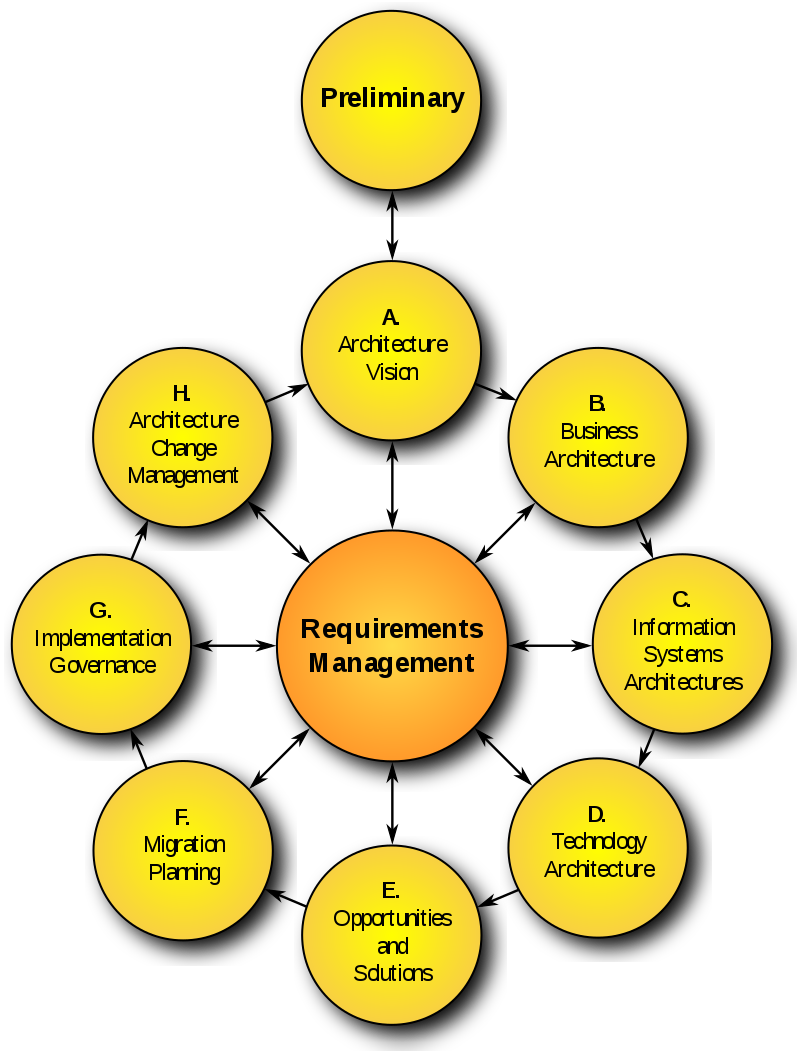 Preliminary
A.
Architecture
Vision
B.
Business
Architecture
C.
Information
Systems
Architectures
D.
Technology
Architecture
E.
Opportunities
and
Solutions
F.
Migration
Planning
G.
Implementation
Governance
H.
Architecture
Change
Management
Requirements
Management